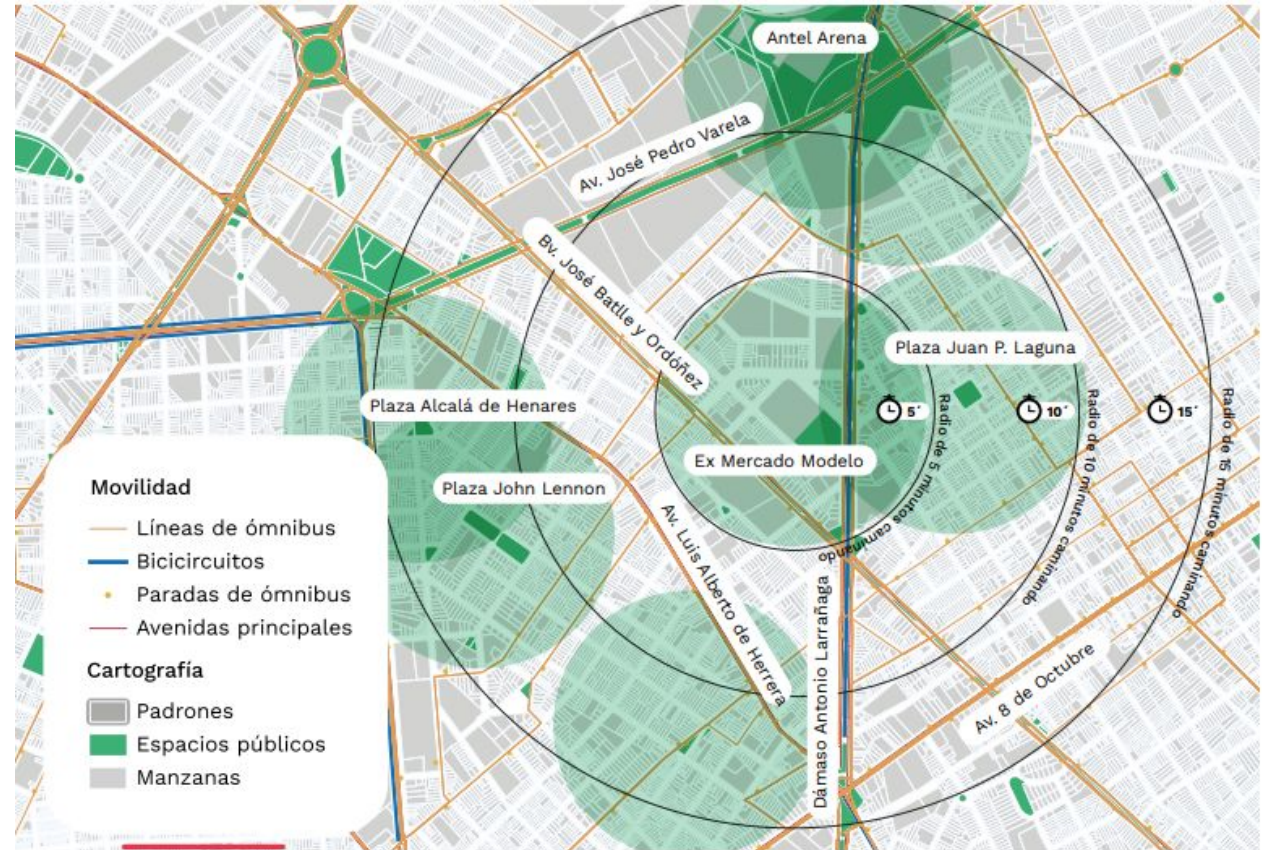 Antel Arena
Av. José Pedro Varela
Bv. José Batlle y Ordóñez
Plaza Juan P. Laguna
Plaza Alcalá de Henares
5´
10´
15´
Radio de 5 minutos caminando
Radio de 10 minutos caminando
Radio de 15 minutos caminando
Ex Mercado Modelo
Plaza John Lennon
Av. Luis Alberto de Herrera
Dámaso Antonio Larrañaga
Av. 8 de Octubre
Movilidad
Líneas de ómnibus
Bicicircuitos
Paradas de ómnibus
Avenidas principales
Cartografía
Padrones
Espacios públicos
Manzanas